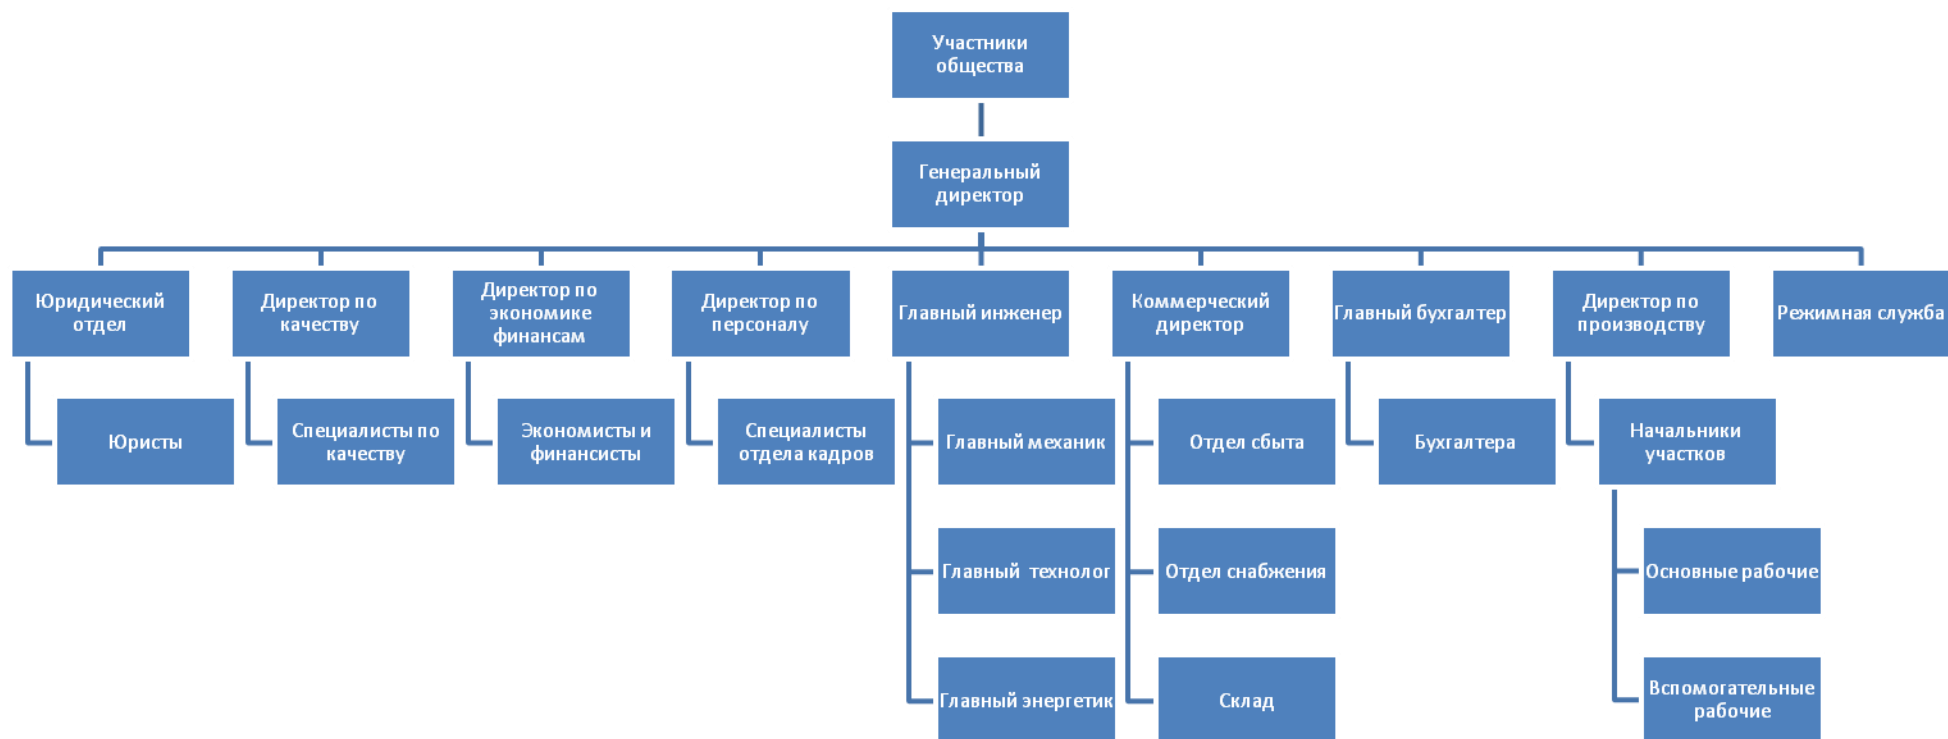 Участники
общества
Генеральный
директор
Юридический
отдел
Директор по
качеству
Директор по
экономике
финансам
Директор по
персоналу
Главный инженер
Коммерческий
директор
Главный бухгалтер
Директор по
производству
Режимная служба
Юристы
Специалисты по
качеству
Экономисты и
финансисты
Специалисты
отдела кадров
Главный механик
Отдел сбыта
Бухгалтера
Начальники
участков
Главный технолог
Отдел снабжения
Основные рабочие
Главный энергетик
Склад
Вспомогательные
рабочие